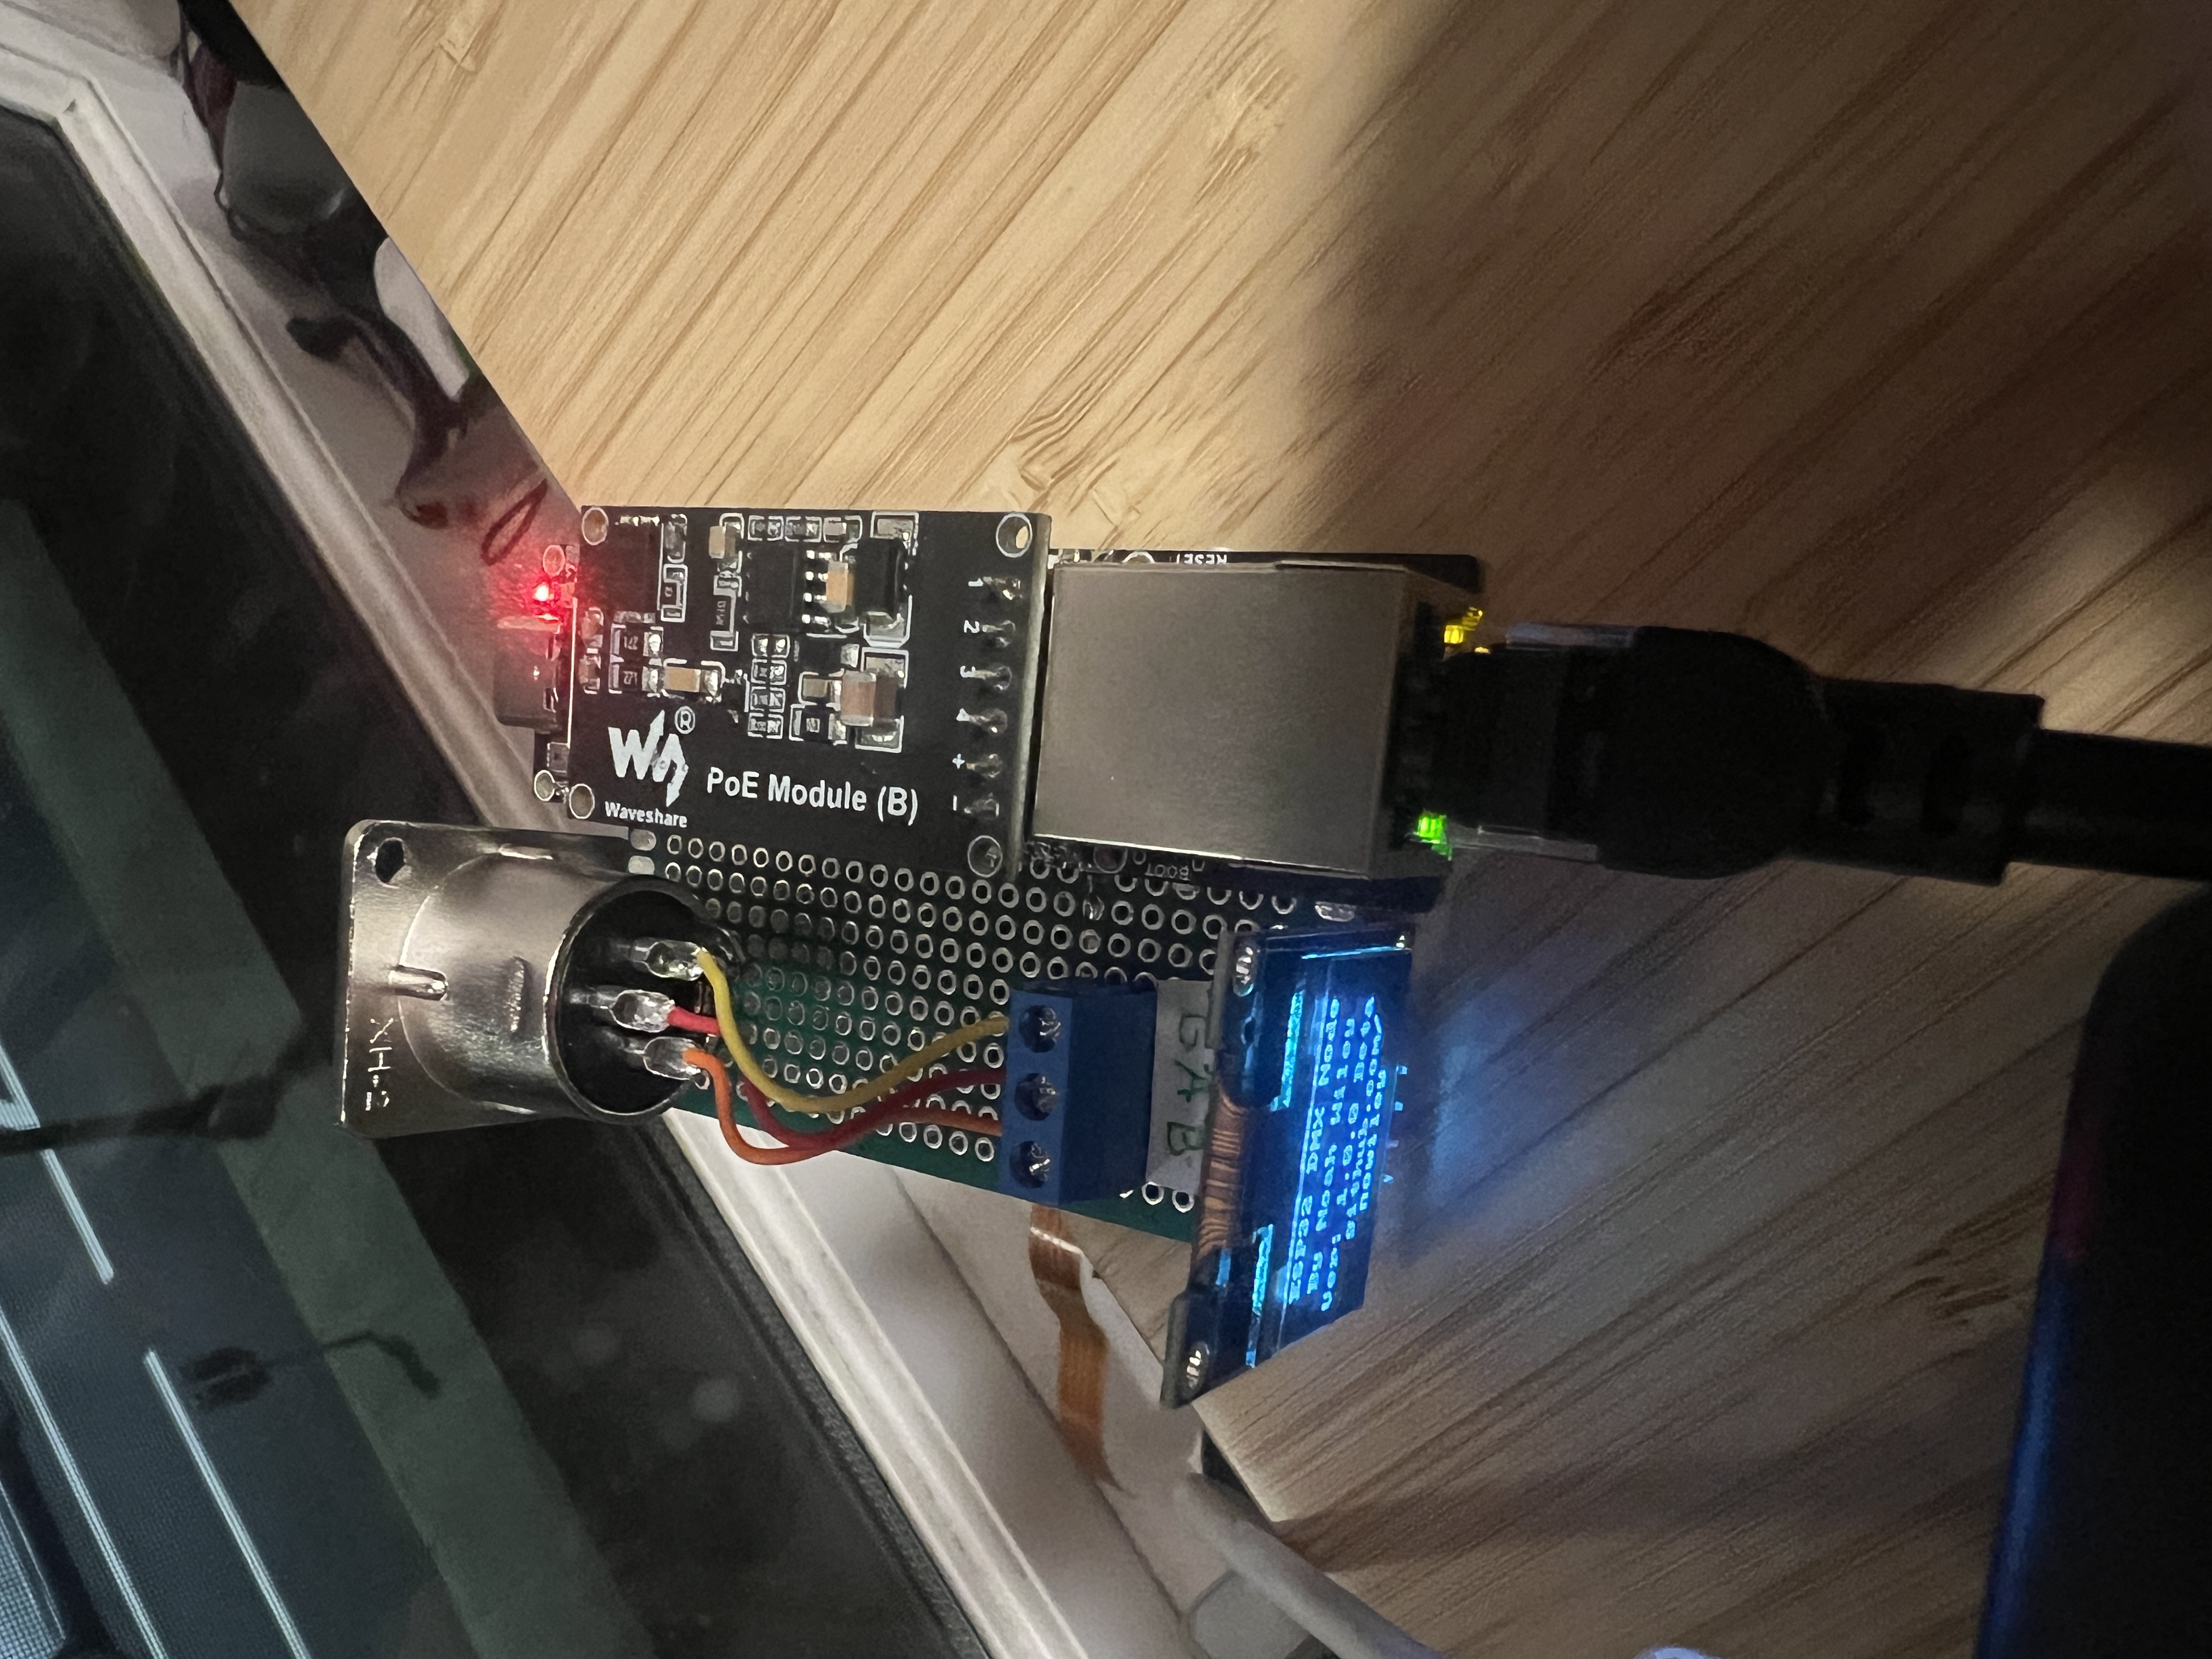 XH-2
Waveshare
W
®
PoE Module (B)
- + 4 3 2 1
BOOT
RESET
G A B
ESP32 DMX Node
By Noah Wiley
Ver: 1.0.0 Beta
github.com/
nowiley